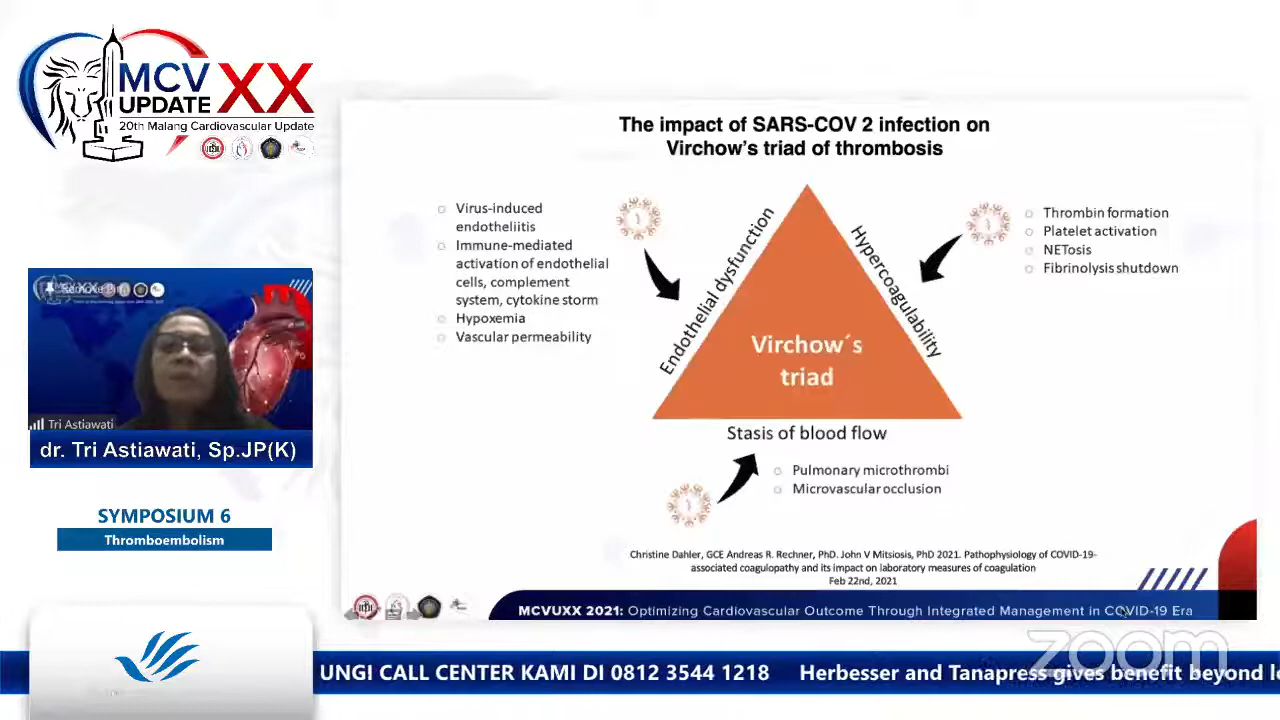 MCV XX
UPDATE
20th Malang Cardiovascular Update
Tri Astiawati
dr. Tri Astiawati, Sp.JP(K)
SYMPOSIUM 6
Thromboembolism
The impact of SARS-COV 2 infection on
Virchow's triad of thrombosis
Virus-induced
endotheliitis
Immune-mediated
activation of endothelial
cells, complement
system, cytokine storm
Hypoxemia
Vascular permeability
Endothelial dysfunction
Hypercoagulability
Thrombin formation
Platelet activation
NETosis
Fibrinolysis shutdown
Virchow´s
triad
Stasis of blood flow
Pulmonary microthrombi
Microvascular occlusion
Christine Dahler, GCE Andreas R. Rechner, PhD. John V Mitsiosis, PhD 2021. Pathophysiology of COVID-19-
associated coagulopathy and its impact on laboratory measures of coagulation
Feb 22nd, 2021
MCVUXX 2021: Optimizing Cardiovascular Outcome Through Integrated Management in COVID-19 Era
zoom
UNGI CALL CENTER KAMI DI 0812 3544 1218 Herbesser and Tanapress gives benefit beyond